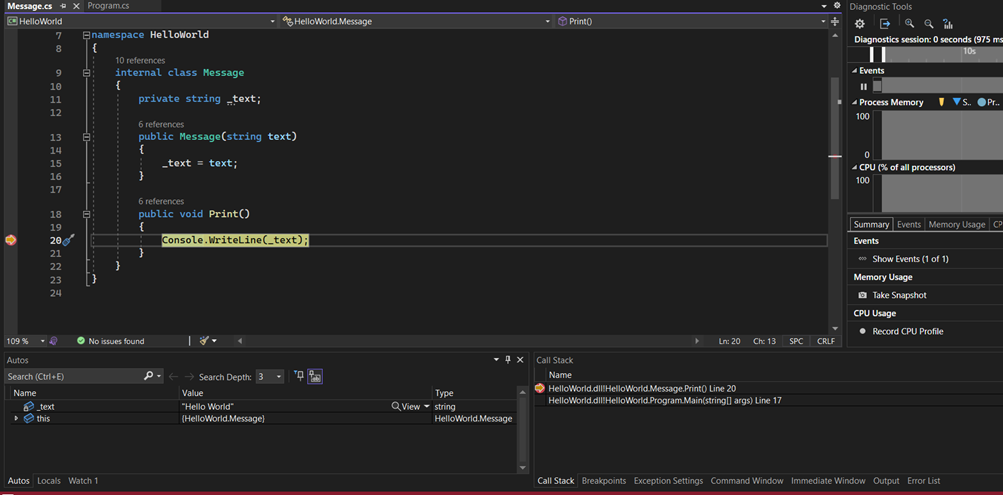 Message.cs Program.cs
HelloWorld HelloWorld.Message Print()
7 namespace HelloWorld
8 {
10 references
9 internal class Message
10 {
11 private string _text;
12
6 references
13 public Message(string text)
14 {
15 _text = text;
16 }
17
6 references
18 public void Print()
19 {
20 Console.WriteLine(_text);
21 }
22 }
23 }
24
109 % No issues found Ln: 20 Ch: 13 SPC CRLF
Diagnostic Tools
Diagnostics session: 0 seconds (975 ms
10s
Events
Process Memory S.. Pr...
100
0
CPU (% of all processors)
100
Summary Events Memory Usage CP
Events
Show Events (1 of 1)
Memory Usage
Take Snapshot
CPU Usage
Record CPU Profile
Autos
Search (Ctrl+E) Search Depth: 3
Name Value Type
_text "Hello World" View string
this {HelloWorld.Message} HelloWorld.Message
Autos Locals Watch 1
Call Stack
Name
HelloWorld.dll!HelloWorld.Message.Print() Line 20
HelloWorld.dll!HelloWorld.Program.Main(string[] args) Line 17
Call Stack Breakpoints Exception Settings Command Window Immediate Window Output Error List